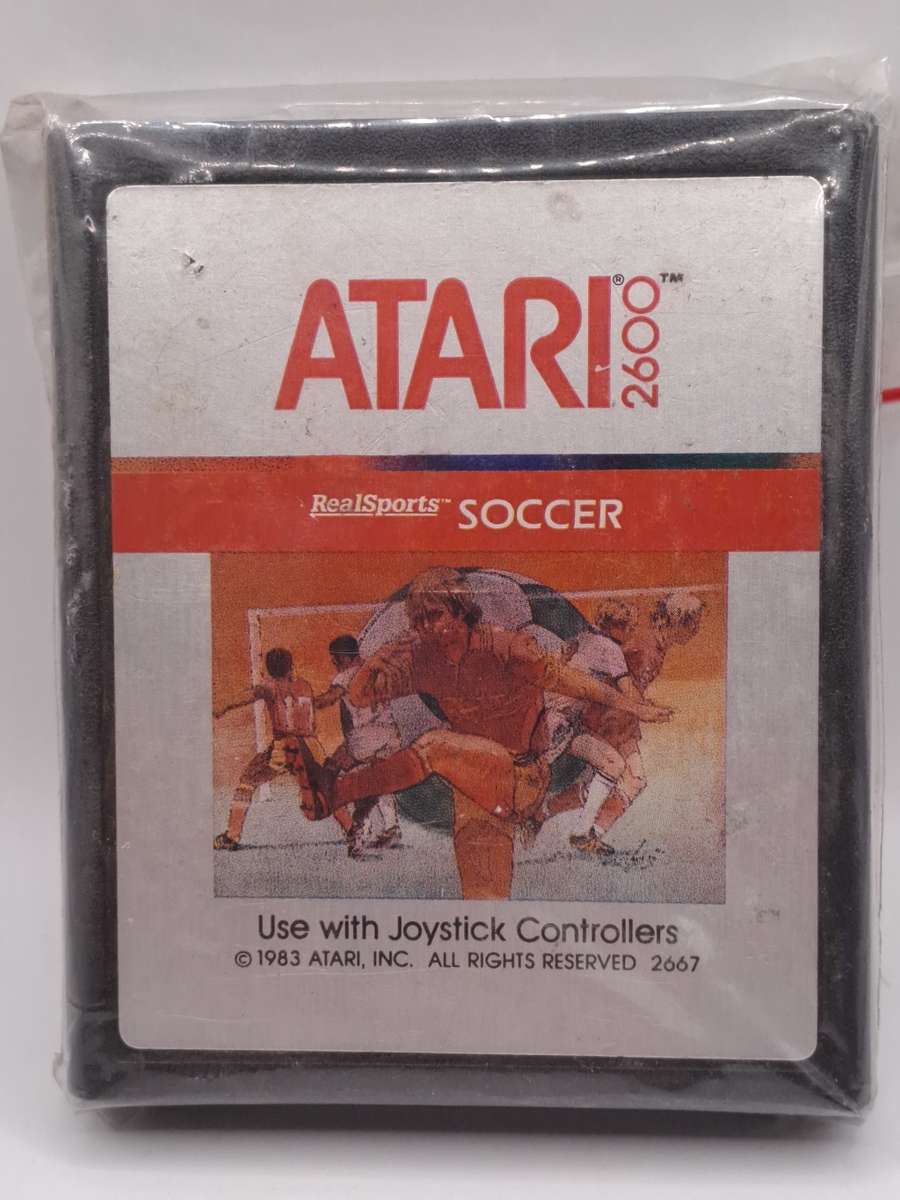 ATARI® 2600™
RealSports™ SOCCER
Use with Joystick Controllers
© 1983 ATARI, INC. ALL RIGHTS RESERVED 2667